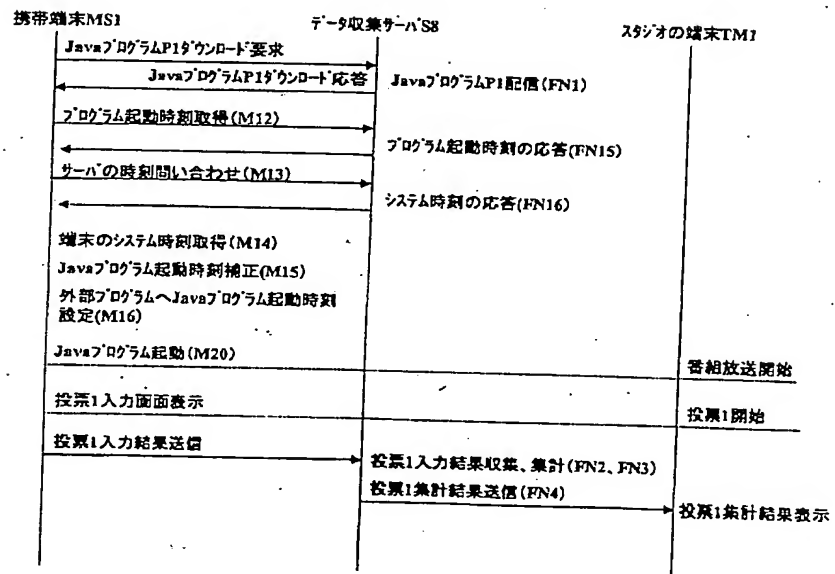 携帯端末MS1
データ収集サーバS8
スタジオの端末TM1
JavaプログラムP1ダウンロード要求
JavaプログラムP1ダウンロード応答
JavaプログラムP1配信(FN1)
プログラム起動時刻取得(M12)
プログラム起動時刻の応答(FN15)
サーバの時刻問い合わせ(M13)
システム時刻の応答(FN16)
端末のシステム時刻取得(M14)
Javaプログラム起動時刻補正(M15)
外部プログラムへJavaプログラム起動時刻
設定(M16)
Javaプログラム起動(M20)
番組放送開始
投票1入力画面表示
投票1開始
投票1入力結果送信
投票1入力結果収集、集計(FN2、FN3)
投票1集計結果送信(FN4)
投票1集計結果表示